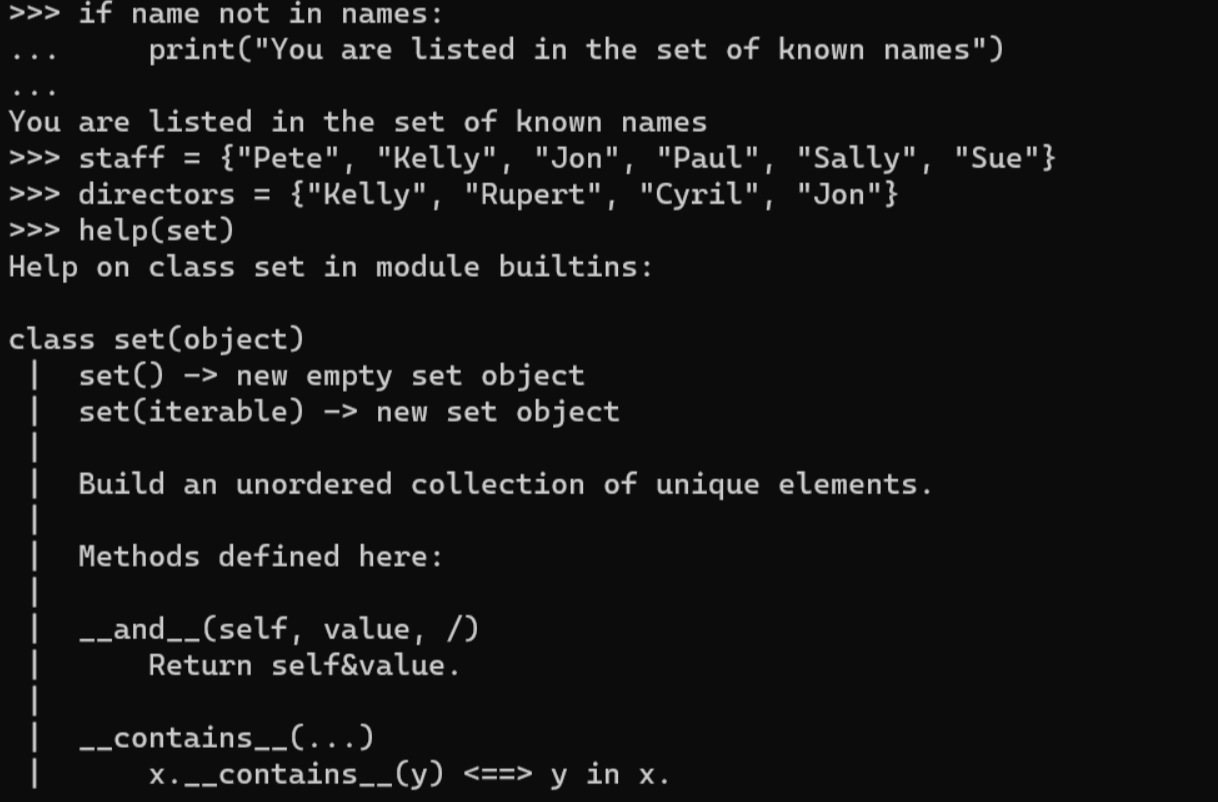 >>> if name not in names:
...     print("You are listed in the set of known names")
...
You are listed in the set of known names
>>> staff = {"Pete", "Kelly", "Jon", "Paul", "Sally", "Sue"}
>>> directors = {"Kelly", "Rupert", "Cyril", "Jon"}
>>> help(set)
Help on class set in module builtins:

class set(object)
 |  set() -> new empty set object
 |  set(iterable) -> new set object
 |
 |  Build an unordered collection of unique elements.
 |
 |  Methods defined here:
 |
 |  __and__(self, value, /)
 |      Return self&value.
 |
 |  __contains__(...)
 |      x.__contains__(y) <==> y in x.